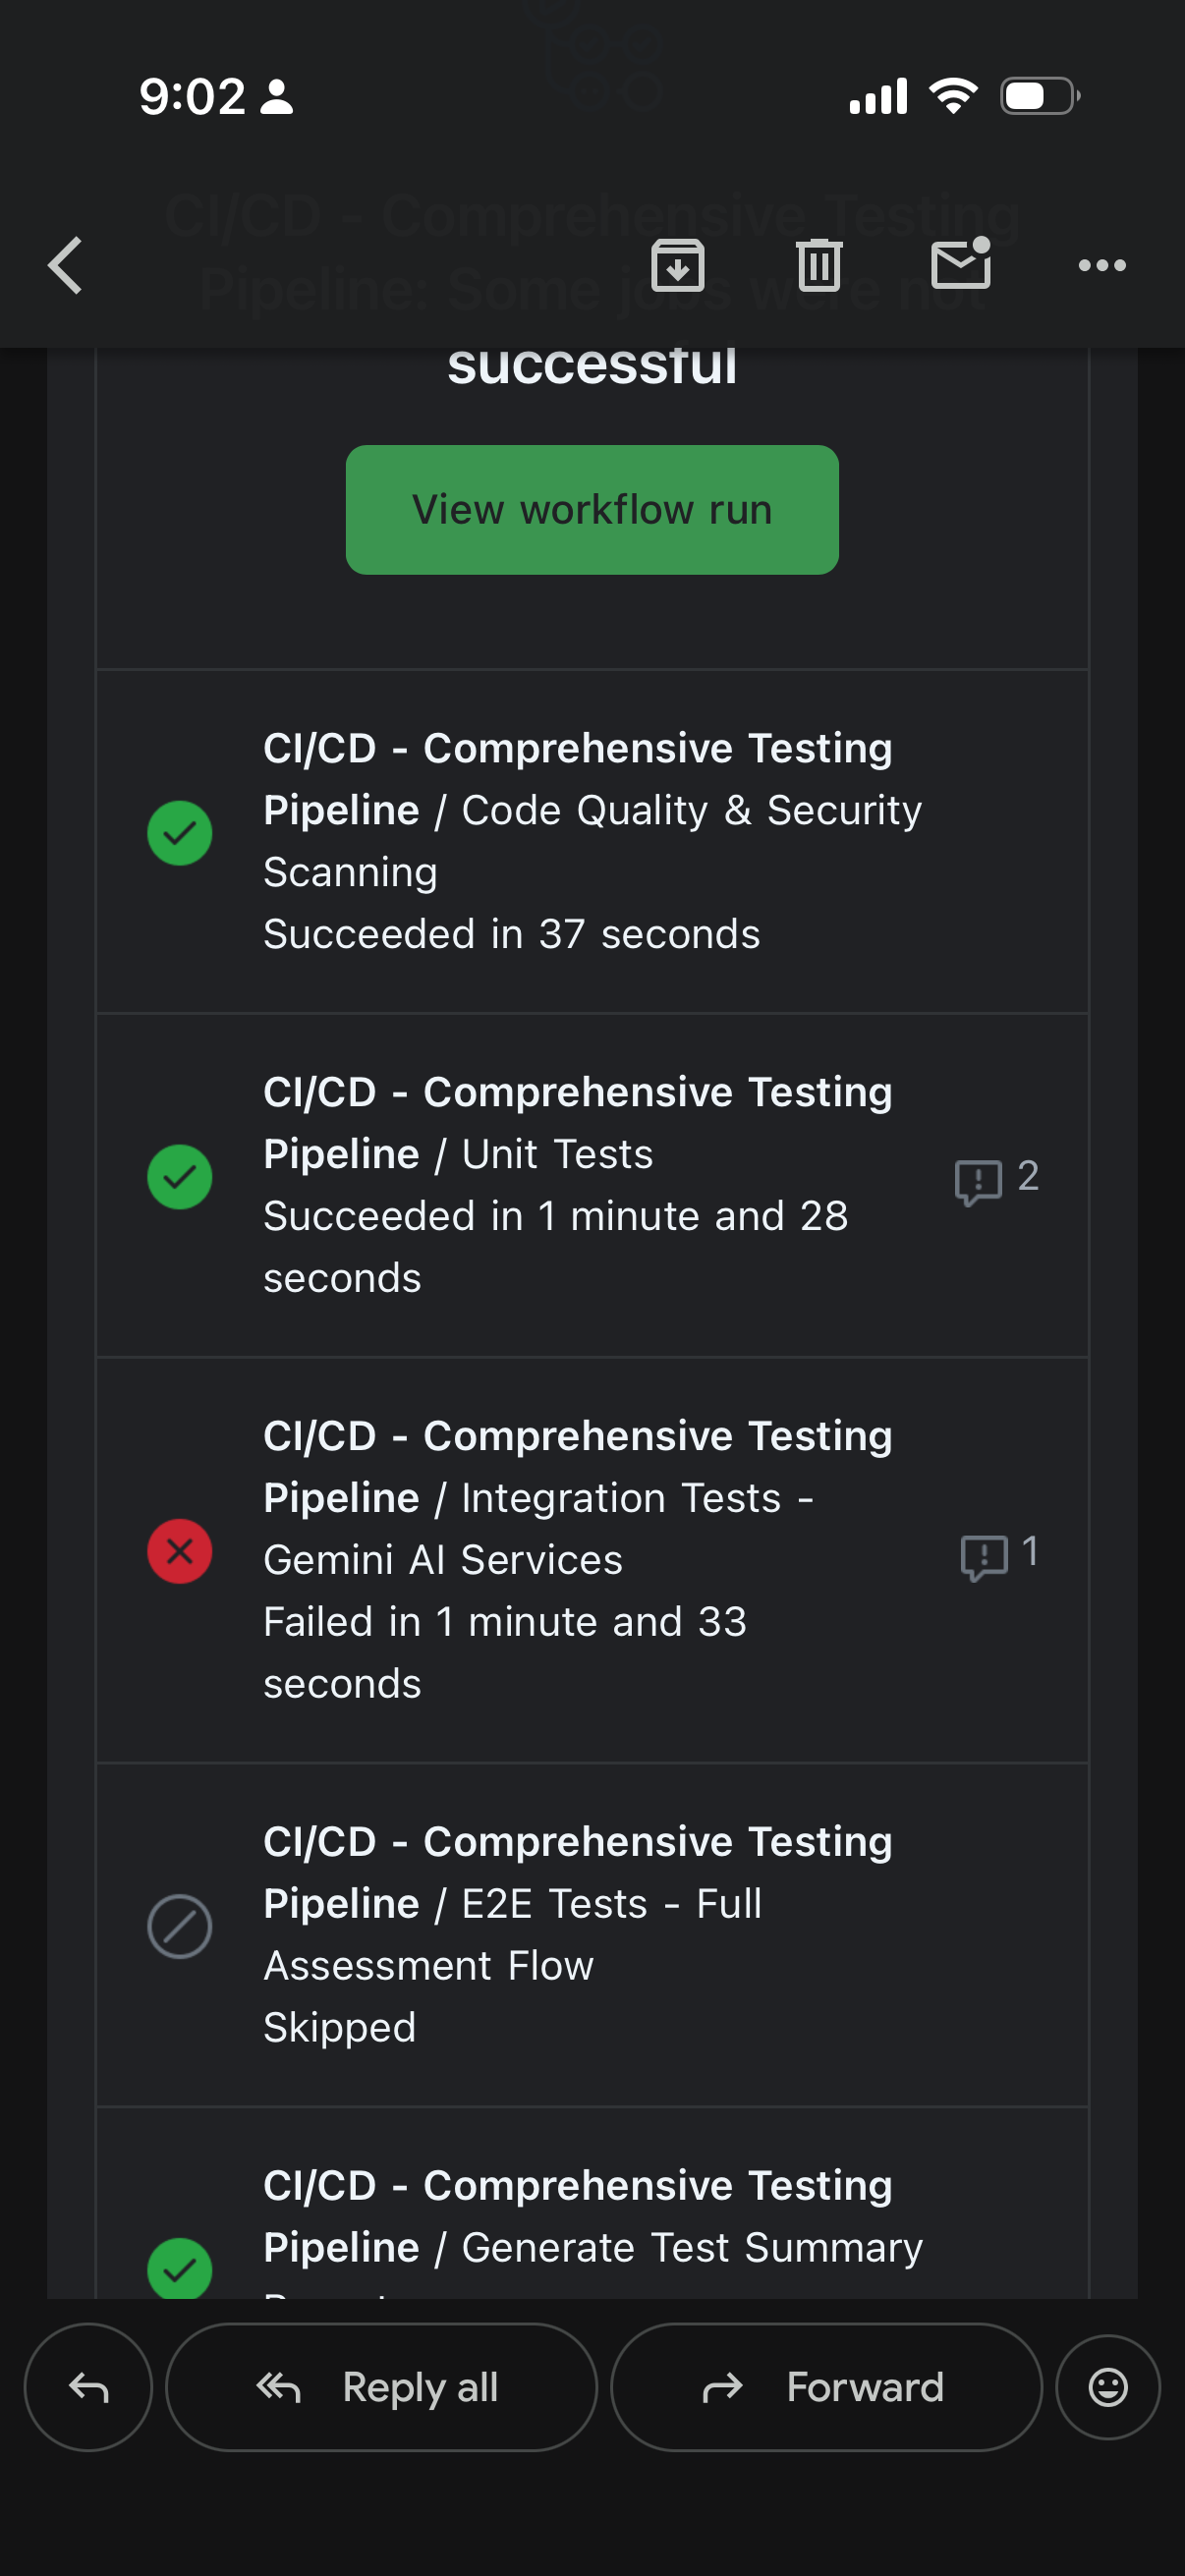 9:02
CI/CD - Comprehensive Testing
Pipeline: Some jobs were not
successful
View workflow run
CI/CD - Comprehensive Testing
Pipeline / Code Quality & Security
Scanning
Succeeded in 37 seconds
CI/CD - Comprehensive Testing
Pipeline / Unit Tests
Succeeded in 1 minute and 28
seconds
2
CI/CD - Comprehensive Testing
Pipeline / Integration Tests -
Gemini AI Services
Failed in 1 minute and 33
seconds
1
CI/CD - Comprehensive Testing
Pipeline / E2E Tests - Full
Assessment Flow
Skipped
CI/CD - Comprehensive Testing
Pipeline / Generate Test Summary
Reply all
Forward